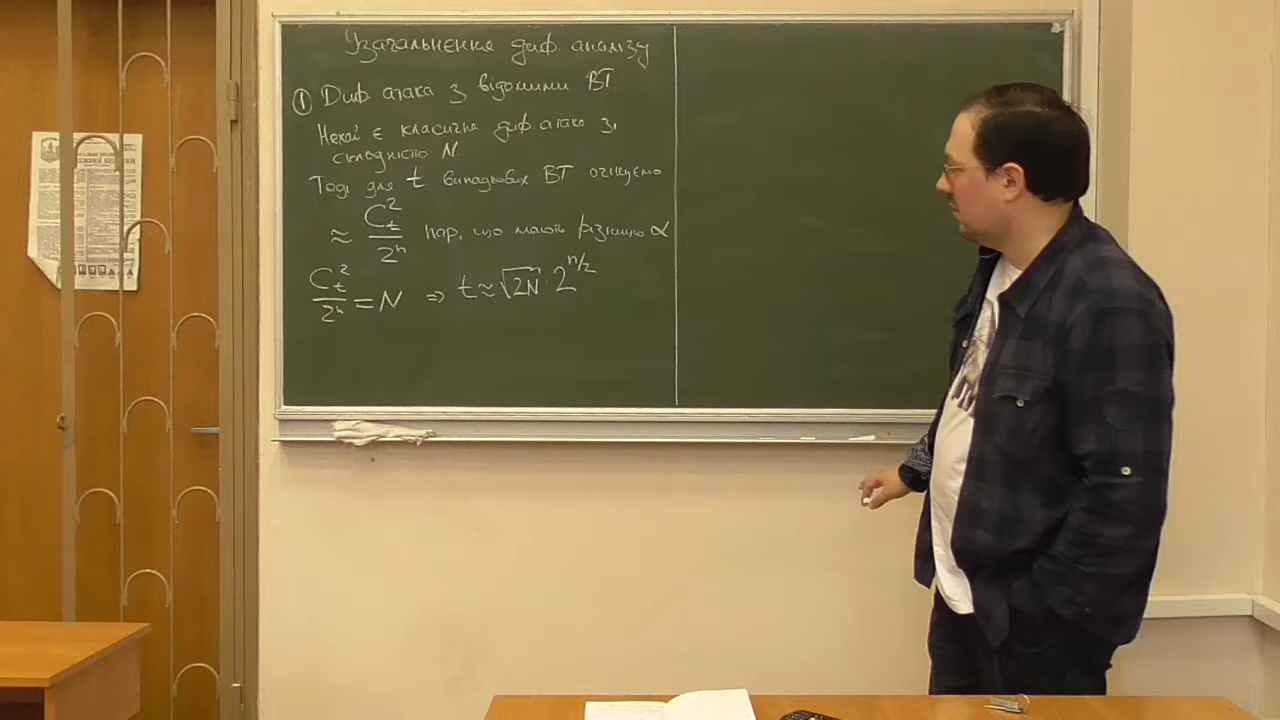 Узагальнення диф. аналізу
① Диф. атака з відомими ВТ.
Нехай є класична диф. атака зі
складністю N.
Тоді для t випадкових ВТ очікуємо
≈ C_t^2 / 2^n пар, що мають різницю α
C_t^2 / 2^n = N ⇒ t ≈ √2N 2^{n/2}